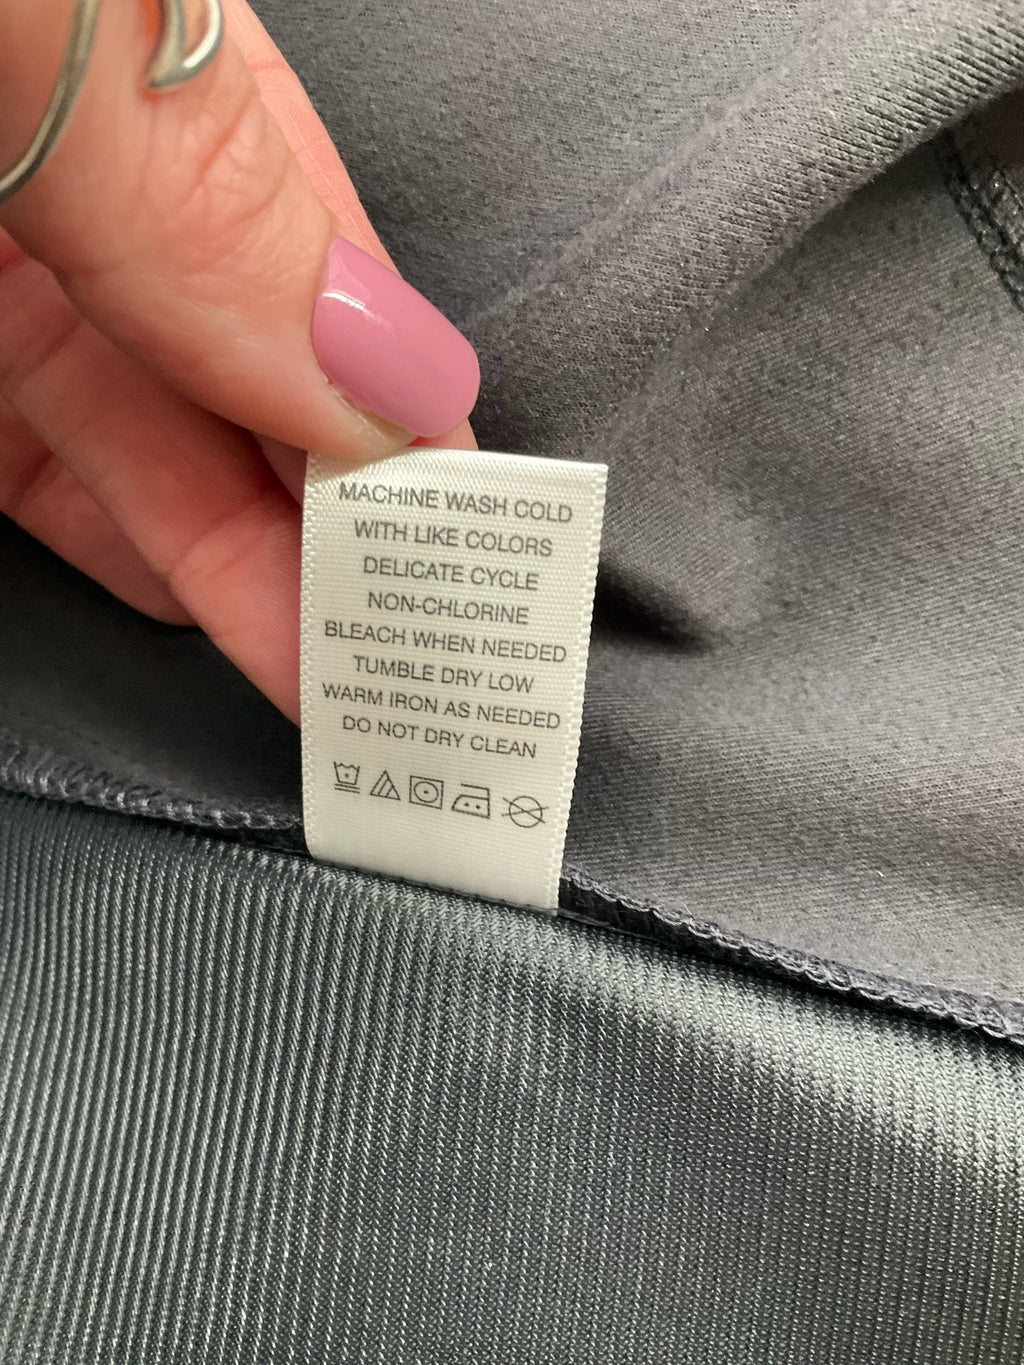 MACHINE WASH COLD
WITH LIKE COLORS
DELICATE CYCLE
NON-CHLORINE
BLEACH WHEN NEEDED
TUMBLE DRY LOW
WARM IRON AS NEEDED
DO NOT DRY CLEAN